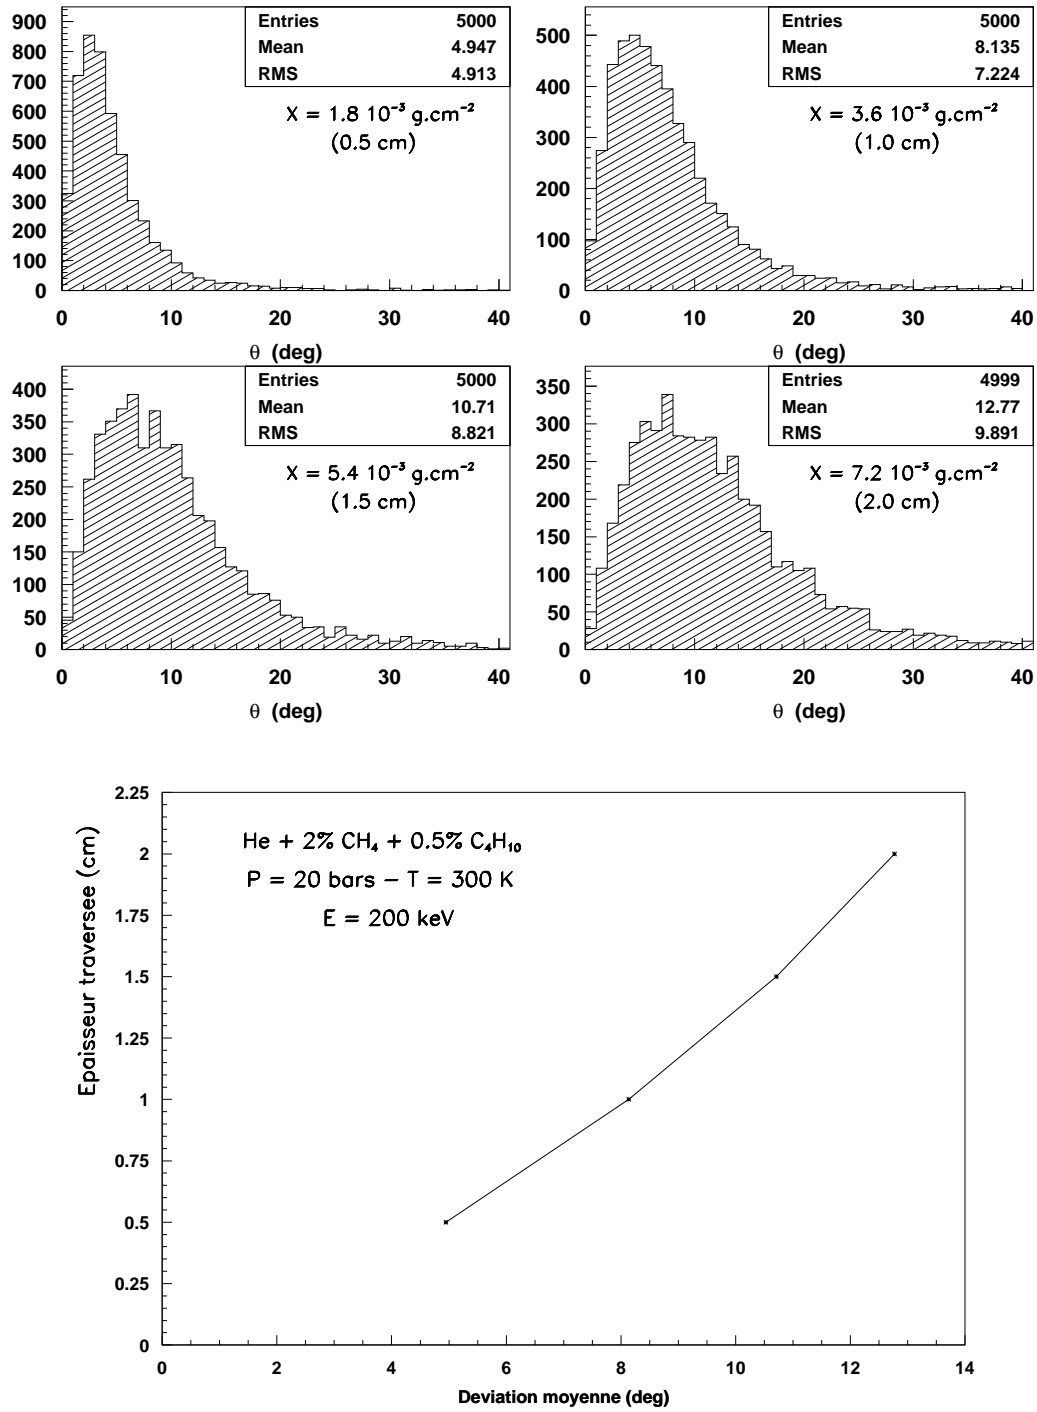 Entries 5000
Mean 4.947
RMS 4.913
X = 1.8 10⁻³ g.cm⁻²
(0.5 cm)
900
800
700
600
500
400
300
200
100
0
0 10 20 30 40
θ (deg)
Entries 5000
Mean 8.135
RMS 7.224
X = 3.6 10⁻³ g.cm⁻²
(1.0 cm)
500
400
300
200
100
0
0 10 20 30 40
θ (deg)
Entries 5000
Mean 10.71
RMS 8.821
X = 5.4 10⁻³ g.cm⁻²
(1.5 cm)
400
350
300
250
200
150
100
50
0
0 10 20 30 40
θ (deg)
Entries 4999
Mean 12.77
RMS 9.891
X = 7.2 10⁻³ g.cm⁻²
(2.0 cm)
350
300
250
200
150
100
50
0
0 10 20 30 40
θ (deg)
Epaisseur traversee (cm)
2.25
2
1.75
1.5
1.25
1
0.75
0.5
0.25
0
He + 2% CH₄ + 0.5% C₄H₁₀
P = 20 bars – T = 300 K
E = 200 keV
0 2 4 6 8 10 12 14
Deviation moyenne (deg)